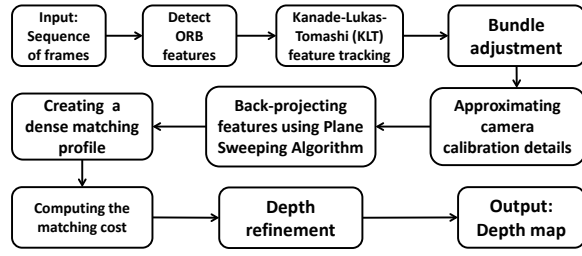 Input:
Sequence
of frames
Detect
ORB
features
Kanade-Lukas-
Tomashi (KLT)
feature tracking
Bundle
adjustment
Approximating
camera
calibration details
Back-projecting
features using Plane
Sweeping Algorithm
Creating a
dense matching
profile
Computing the
matching cost
Depth
refinement
Output:
Depth map